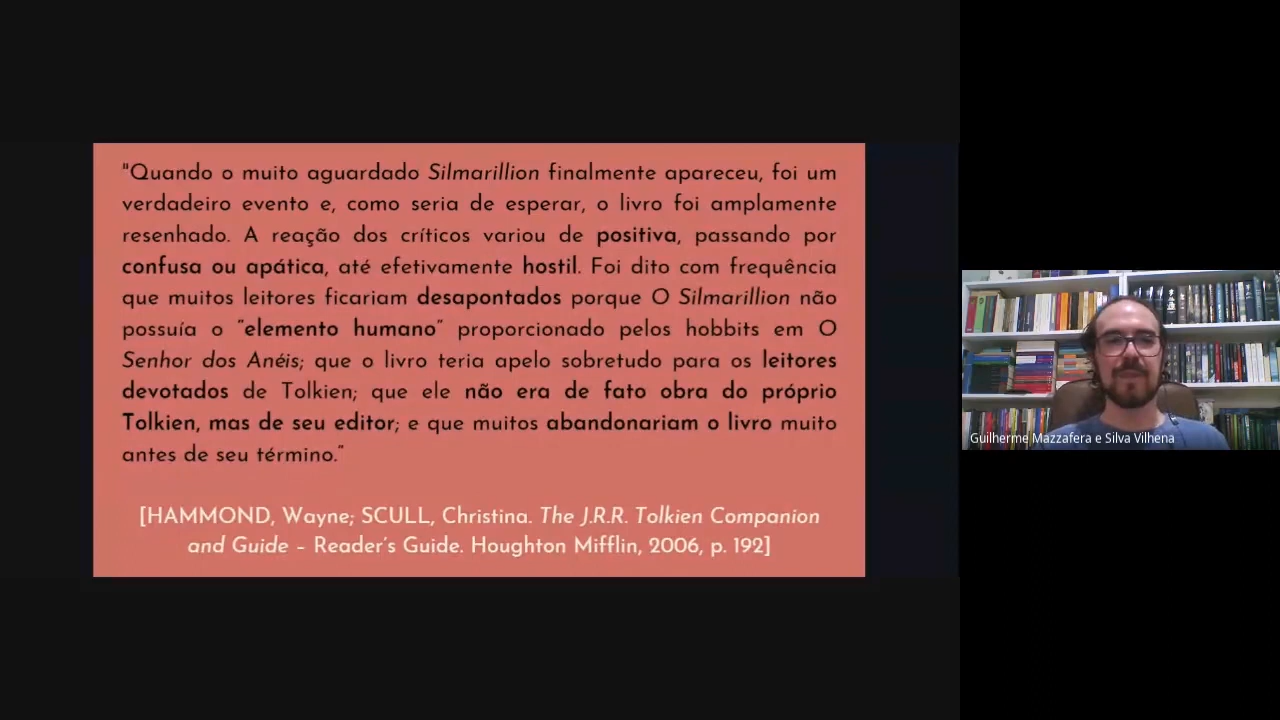 "Quando o muito aguardado Silmarillion finalmente apareceu, foi um
verdadeiro evento e, como seria de esperar, o livro foi amplamente
resenhado. A reação dos críticos variou de positiva, passando por
confusa ou apática, até efetivamente hostil. Foi dito com frequência
que muitos leitores ficariam desapontados porque O Silmarillion não
possuía o “elemento humano” proporcionado pelos hobbits em O
Senhor dos Anéis; que o livro teria apelo sobretudo para os leitores
devotados de Tolkien; que ele não era de fato obra do próprio
Tolkien, mas de seu editor; e que muitos abandonariam o livro muito
antes de seu término.”
[HAMMOND, Wayne; SCULL, Christina. The J.R.R. Tolkien Companion
and Guide – Reader’s Guide. Houghton Mifflin, 2006, p. 192]
Guilherme Mazzafera e Silva Vilhena